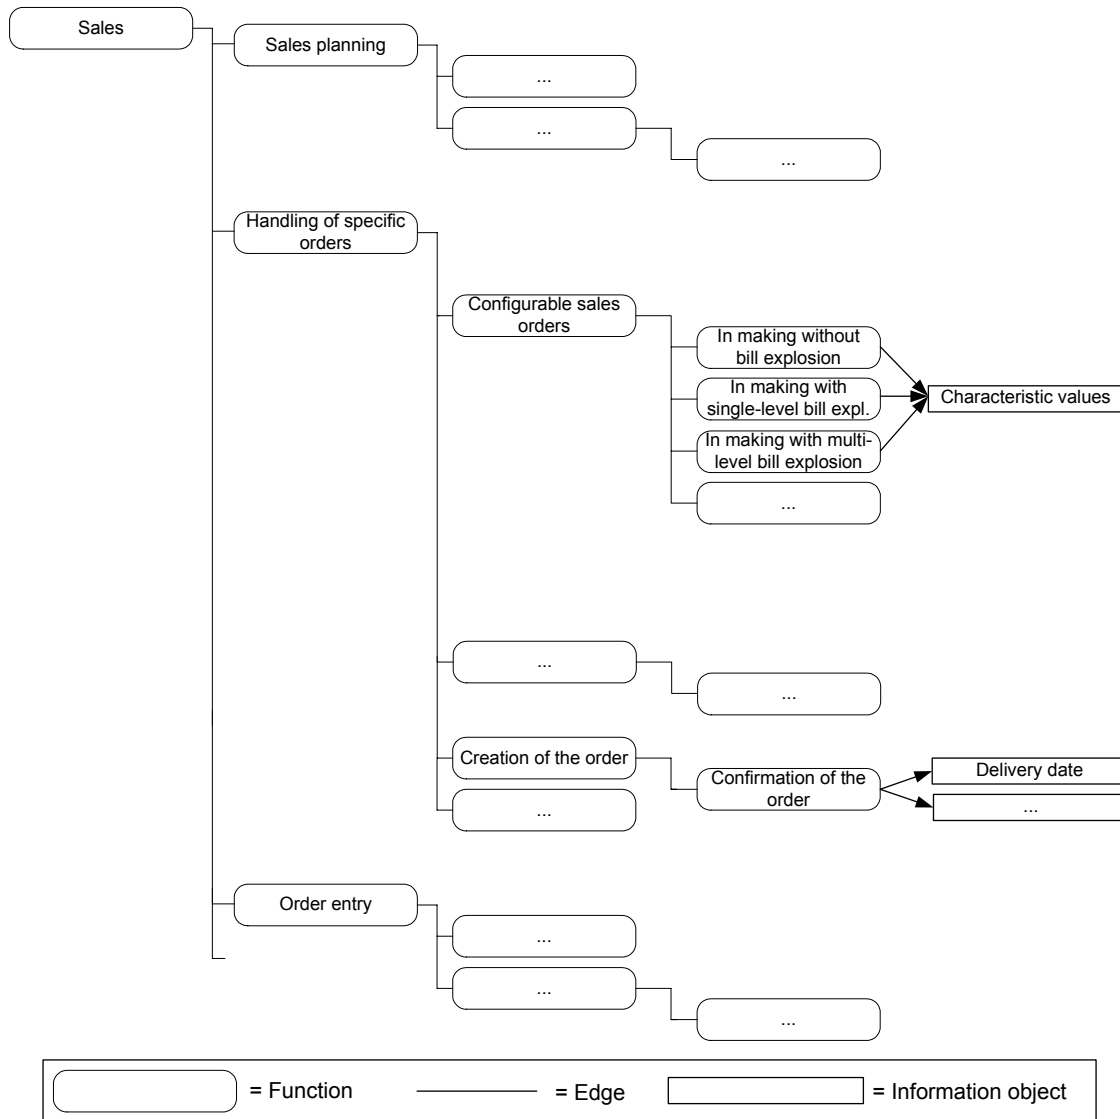 Sales
Sales planning
...
...
...
Handling of specific
orders
Configurable sales
orders
In making without
bill explosion
In making with
single-level bill expl.
In making with multi-
level bill explosion
...
Characteristic values
...
...
Creation of the order
Confirmation of the
order
Delivery date
...
...
Order entry
...
...
...
= Function
= Edge
= Information object